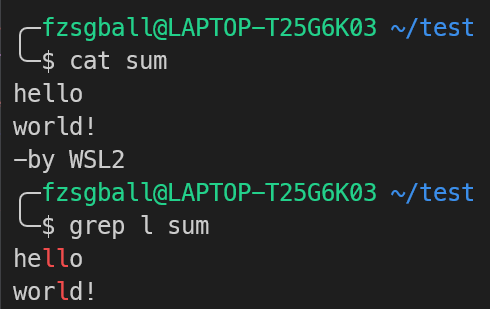 fzsgball@LAPTOP-T25G6K03 ~/test
$ cat sum
hello
world!
-by WSL2
fzsgball@LAPTOP-T25G6K03 ~/test
$ grep l sum
hello
world!